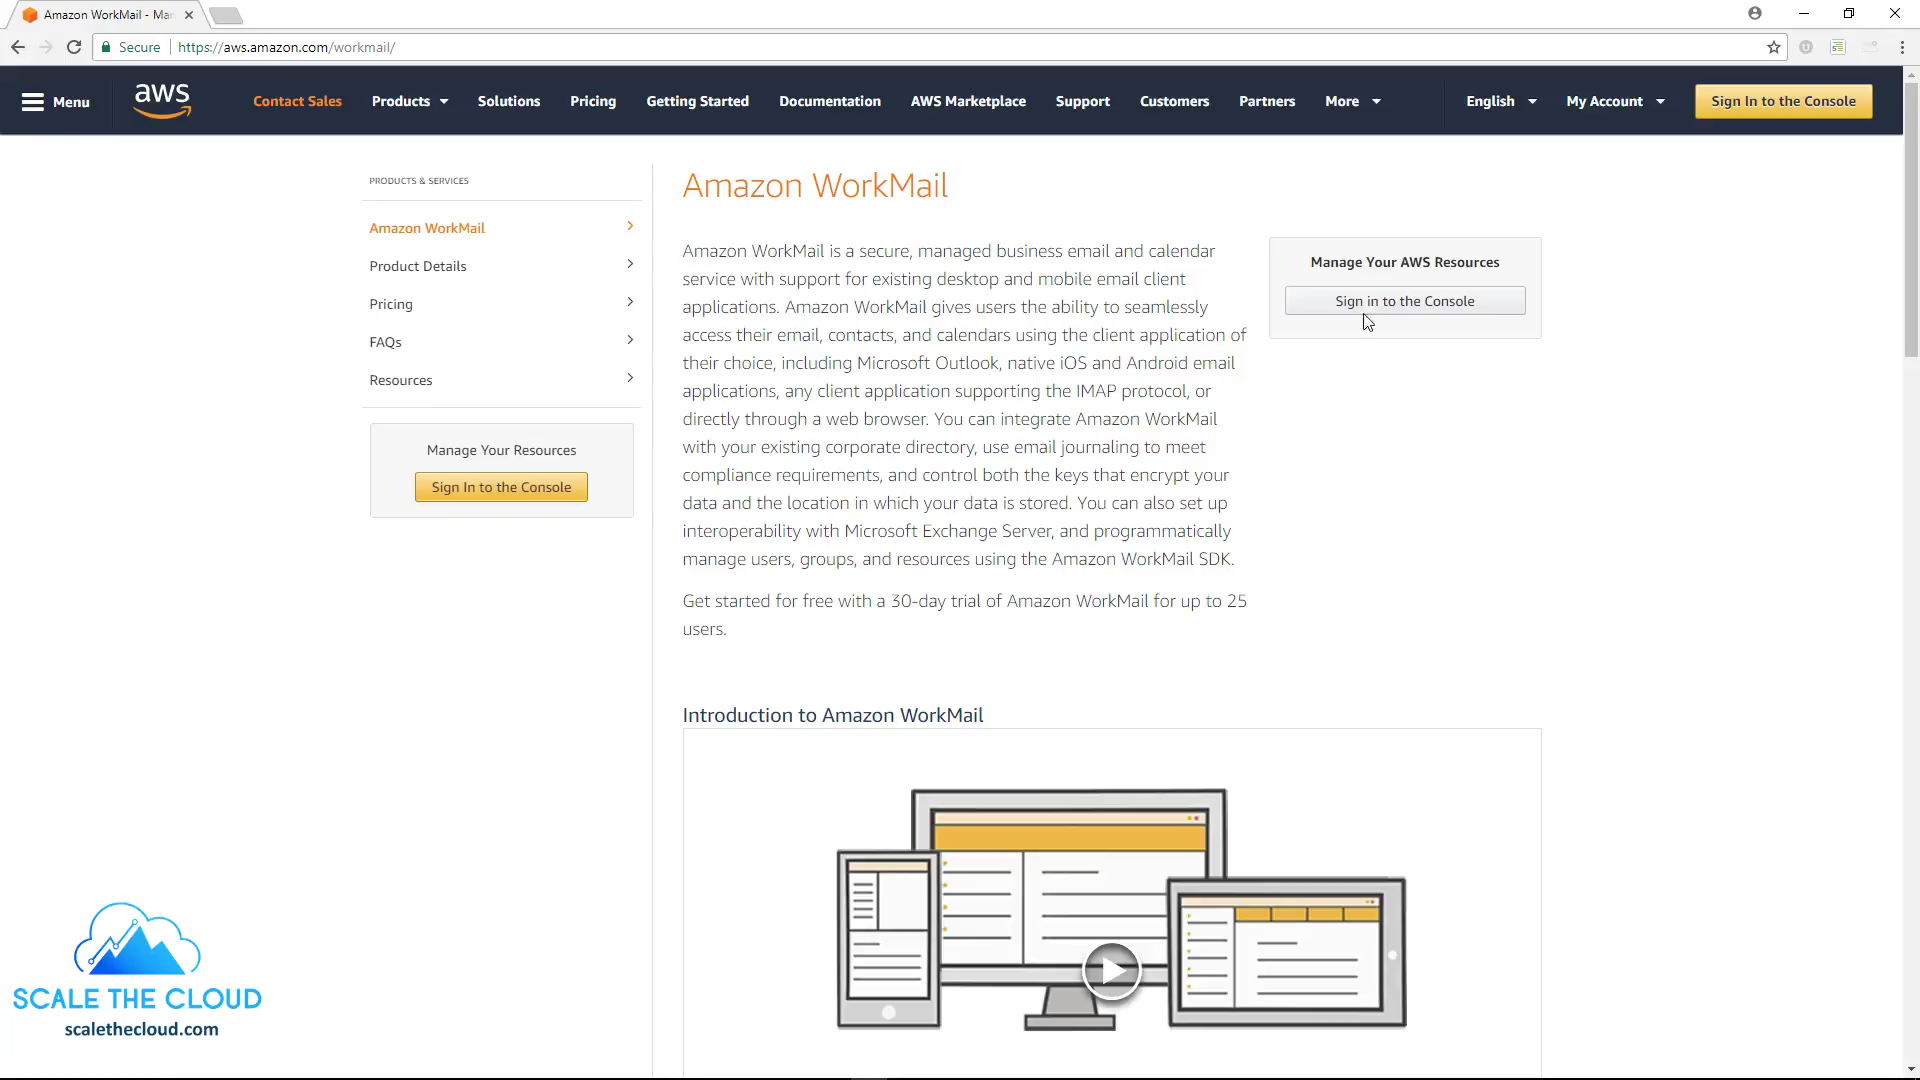 Amazon WorkMail - Mar
Secure https://aws.amazon.com/workmail/
Menu aws Contact Sales Products Solutions Pricing Getting Started Documentation AWS Marketplace Support Customers Partners More English My Account Sign In to the Console
PRODUCTS & SERVICES
Amazon WorkMail
Product Details
Pricing
FAQs
Resources
Manage Your Resources
Sign In to the Console
Amazon WorkMail
Amazon WorkMail is a secure, managed business email and calendar
service with support for existing desktop and mobile email client
applications. Amazon WorkMail gives users the ability to seamlessly
access their email, contacts, and calendars using the client application of
their choice, including Microsoft Outlook, native iOS and Android email
applications, any client application supporting the IMAP protocol, or
directly through a web browser. You can integrate Amazon WorkMail
with your existing corporate directory, use email journaling to meet
compliance requirements, and control both the keys that encrypt your
data and the location in which your data is stored. You can also set up
interoperability with Microsoft Exchange Server, and programmatically
manage users, groups, and resources using the Amazon WorkMail SDK.
Get started for free with a 30-day trial of Amazon WorkMail for up to 25
users.
Manage Your AWS Resources
Sign in to the Console
Introduction to Amazon WorkMail
SCALE THE CLOUD
scalethecloud.com